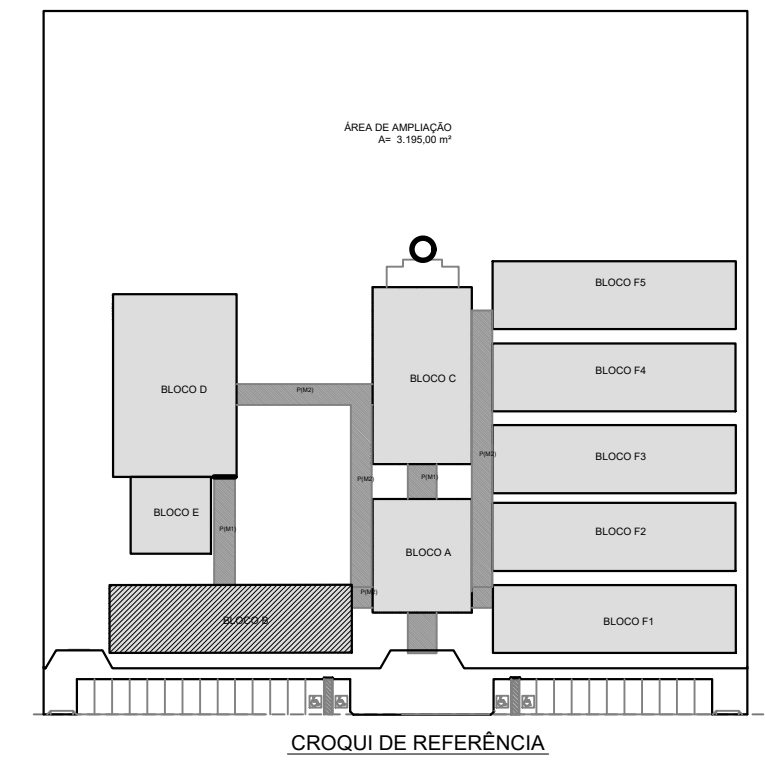 ÁREA DE AMPLIAÇÃO
A= 3.195,00 m²
BLOCO F5
BLOCO F4
BLOCO C
BLOCO D
P(M2)
BLOCO F3
P(M2)
P(M2)
P(M1)
BLOCO E
P(M1)
BLOCO F2
BLOCO A
P(M2)
BLOCO B
BLOCO F1
CROQUI DE REFERÊNCIA